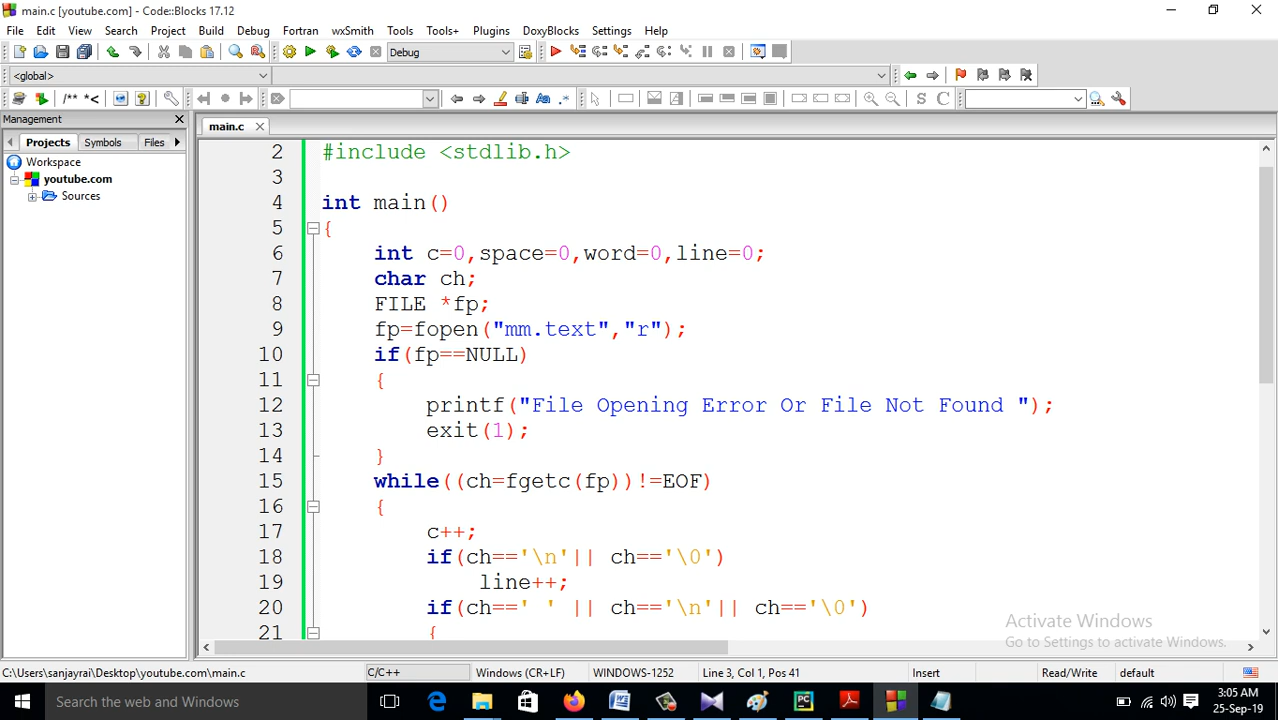 main.c [youtube.com] - Code::Blocks 17.12
File Edit View Search Project Build Debug Fortran wxSmith Tools Tools+ Plugins DoxyBlocks Settings Help
Debug
<global>
/** *<
Management
main.c
Projects Symbols Files
Workspace
youtube.com
Sources
2 #include <stdlib.h>
3
4 int main()
5 {
6 int c=0,space=0,word=0,line=0;
7 char ch;
8 FILE *fp;
9 fp=fopen("mm.text","r");
10 if(fp==NULL)
11 {
12 printf("File Opening Error Or File Not Found ");
13 exit(1);
14 }
15 while((ch=fgetc(fp))!=EOF)
16 {
17 c++;
18 if(ch=='\n'|| ch=='\0')
19 line++;
20 if(ch==' ' || ch=='\n'|| ch=='\0')
21 {
Activate Windows
Go to Settings to activate Windows.
C:\Users\sanjayrai\Desktop\youtube.com\main.c C/C++ Windows (CR+LF) WINDOWS-1252 Line 3, Col 1, Pos 41 Insert Read/Write default
Search the web and Windows
3:05 AM
25-Sep-19